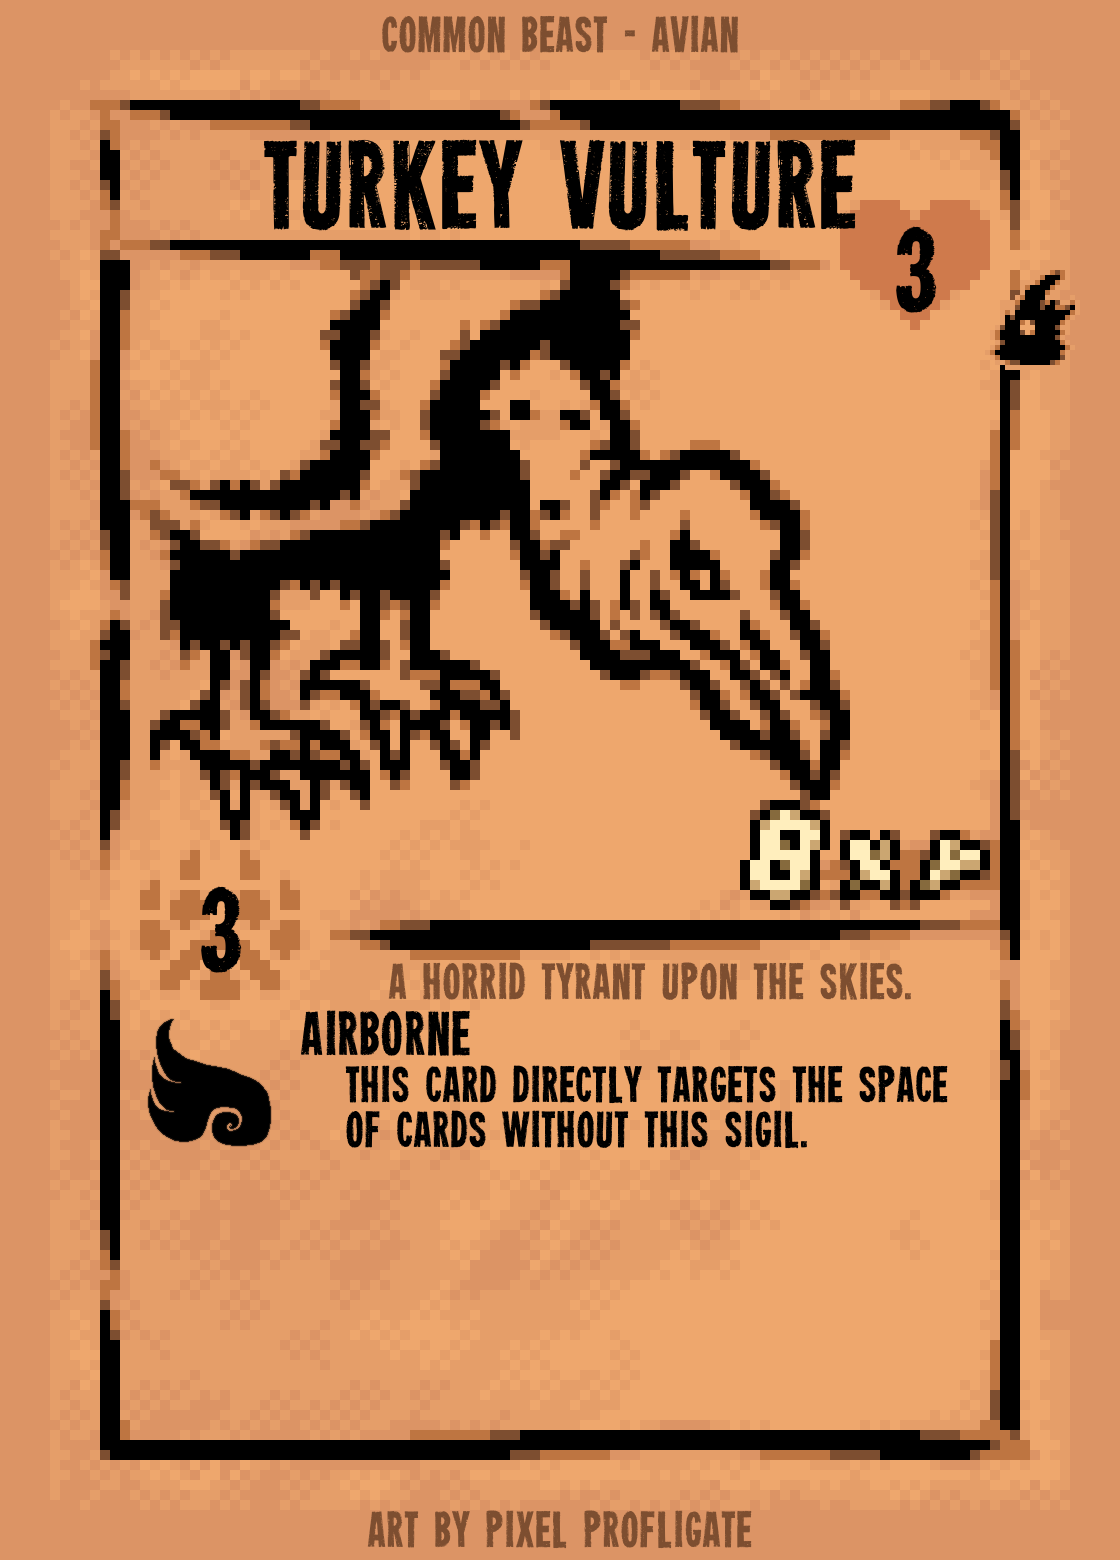 COMMON BEAST - AVIAN
TURKEY VULTURE
3
8 x
3
A HORRID TYRANT UPON THE SKIES.
AIRBORNE
THIS CARD DIRECTLY TARGETS THE SPACE
OF CARDS WITHOUT THIS SIGIL.
ART BY PIXEL PROFLIGATE